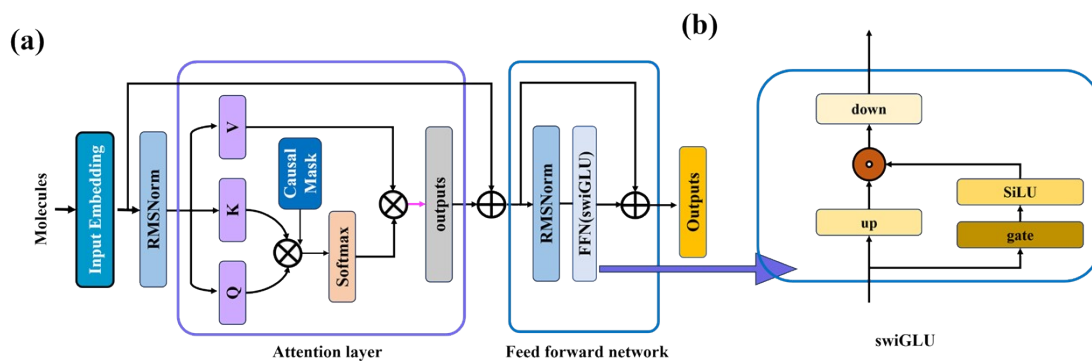 (a)
Molecules
Input Embedding
RMSNorm
V
K
Q
Causal
Mask
Softmax
outputs
Attention layer
RMSNorm
FFN(swiGLU)
Feed forward network
Outputs
(b)
down
up
SiLU
gate
swiGLU